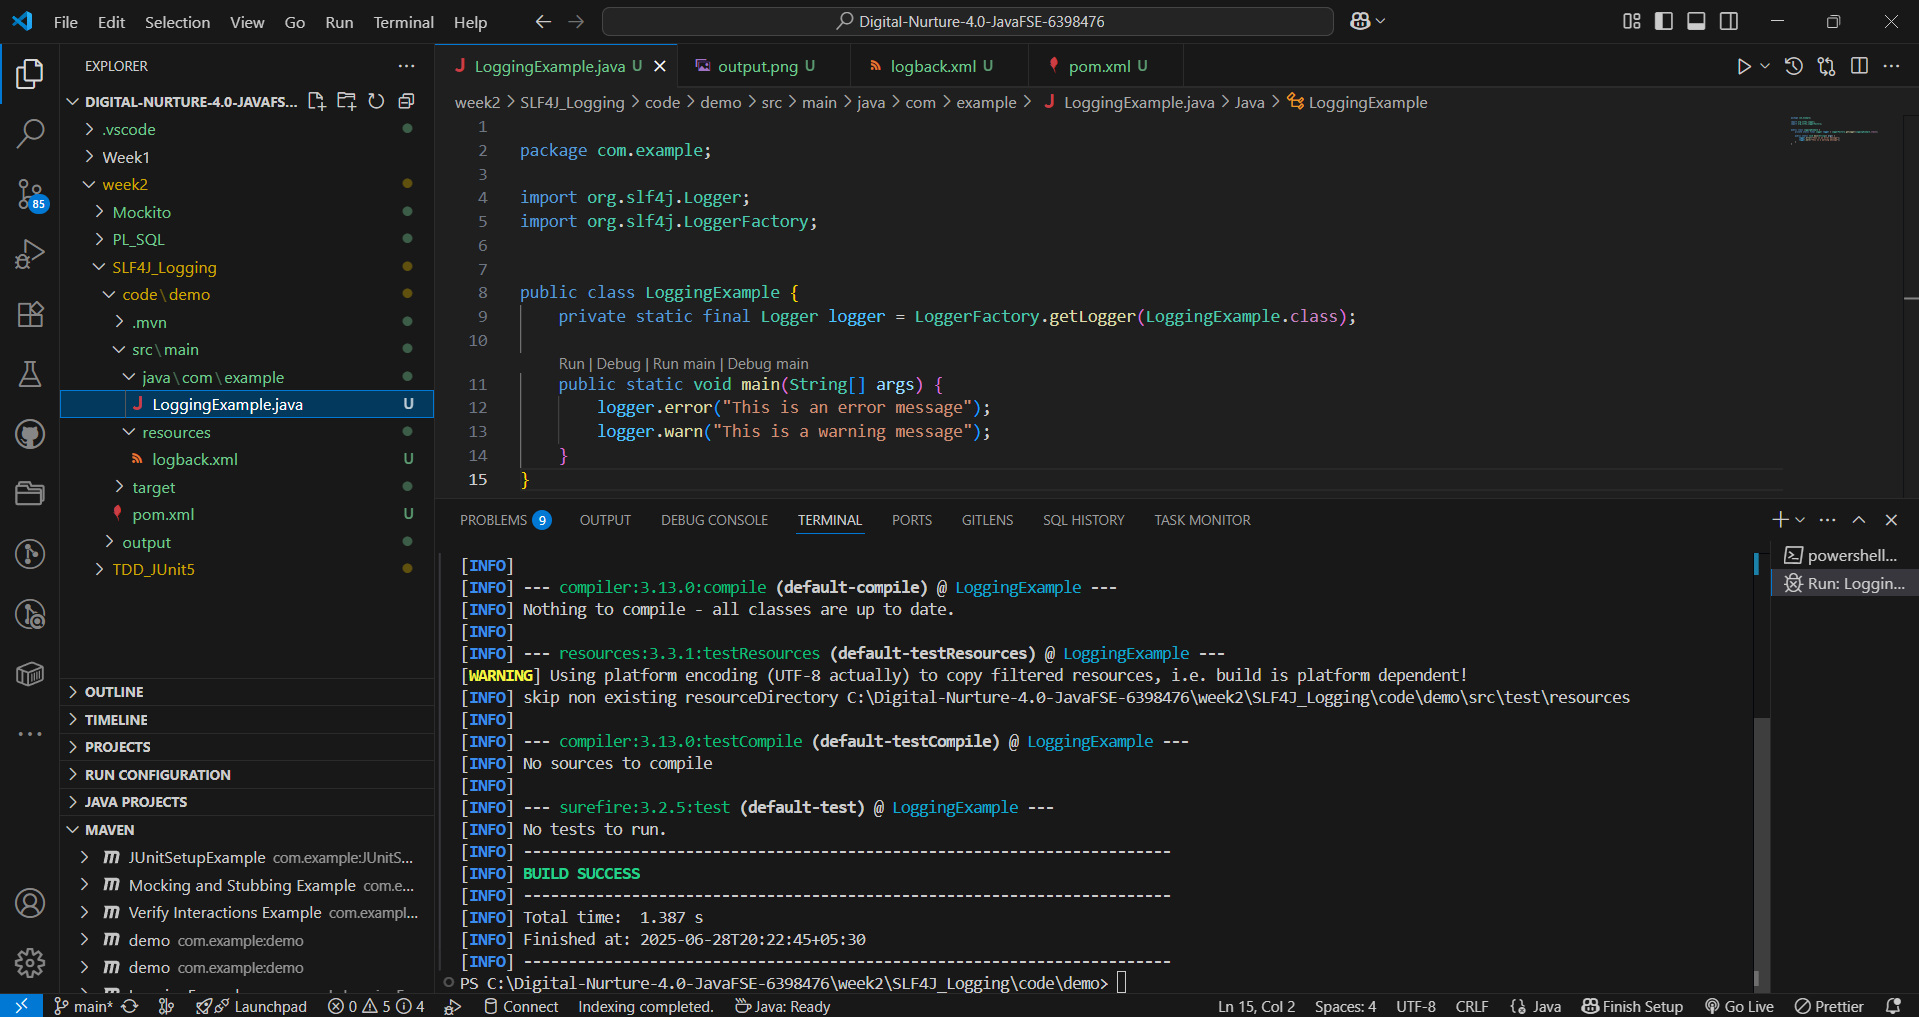 File Edit Selection View Go Run Terminal Help
Digital-Nurture-4.0-JavaFSE-6398476
EXPLORER
DIGITAL-NURTURE-4.0-JAVAFS...
.vscode
Week1
week2
Mockito
PL_SQL
SLF4J_Logging
code\demo
.mvn
src\main
java\com\example
LoggingExample.java U
resources
logback.xml U
target
pom.xml U
output
TDD_JUnit5
85
OUTLINE
TIMELINE
PROJECTS
RUN CONFIGURATION
JAVA PROJECTS
MAVEN
JUnitSetupExample com.example:JUnitS...
Mocking and Stubbing Example com.e...
Verify Interactions Example com.exampl...
demo com.example:demo
demo com.example:demo
LoggingExample.java U
output.png U
logback.xml U
pom.xml U
week2 > SLF4J_Logging > code > demo > src > main > java > com > example > LoggingExample.java > Java > LoggingExample
1
2 package com.example;
3
4 import org.slf4j.Logger;
5 import org.slf4j.LoggerFactory;
6
7
8 public class LoggingExample {
9 private static final Logger logger = LoggerFactory.getLogger(LoggingExample.class);
10
Run | Debug | Run main | Debug main
11 public static void main(String[] args) {
12 logger.error("This is an error message");
13 logger.warn("This is a warning message");
14 }
15 }
PROBLEMS 9 OUTPUT DEBUG CONSOLE TERMINAL PORTS GITLENS SQL HISTORY TASK MONITOR
powershell...
Run: Loggin...
[INFO]
[INFO] --- compiler:3.13.0:compile (default-compile) @ LoggingExample ---
[INFO] Nothing to compile - all classes are up to date.
[INFO]
[INFO] --- resources:3.3.1:testResources (default-testResources) @ LoggingExample ---
[WARNING] Using platform encoding (UTF-8 actually) to copy filtered resources, i.e. build is platform dependent!
[INFO] skip non existing resourceDirectory C:\Digital-Nurture-4.0-JavaFSE-6398476\week2\SLF4J_Logging\code\demo\src\test\resources
[INFO]
[INFO] --- compiler:3.13.0:testCompile (default-testCompile) @ LoggingExample ---
[INFO] No sources to compile
[INFO]
[INFO] --- surefire:3.2.5:test (default-test) @ LoggingExample ---
[INFO] No tests to run.
[INFO] ------------------------------------------------------------------------
[INFO] BUILD SUCCESS
[INFO] ------------------------------------------------------------------------
[INFO] Total time:  1.387 s
[INFO] Finished at: 2025-06-28T20:22:45+05:30
[INFO] ------------------------------------------------------------------------
PS C:\Digital-Nurture-4.0-JavaFSE-6398476\week2\SLF4J_Logging\code\demo>
main* Launchpad 0 5 4 Connect Indexing completed. Java: Ready Ln 15, Col 2 Spaces: 4 UTF-8 CRLF {} Java Finish Setup Go Live Prettier